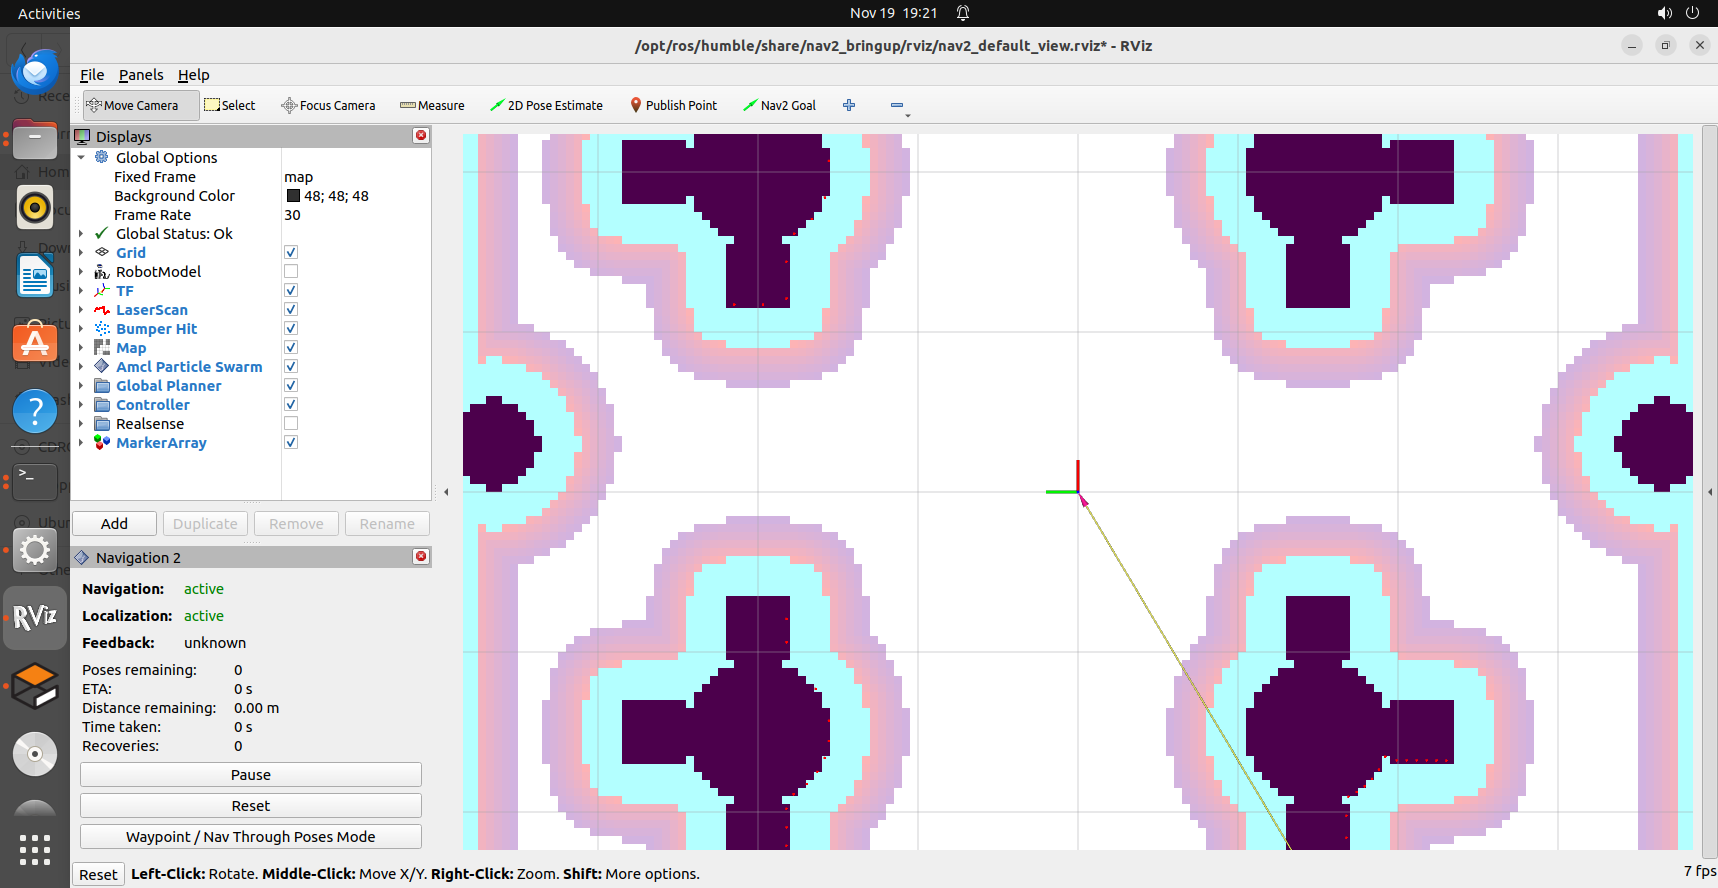 Activities
Nov 19 19:21
/opt/ros/humble/share/nav2_bringup/rviz/nav2_default_view.rviz* - RViz
File Panels Help
Move Camera Select Focus Camera Measure 2D Pose Estimate Publish Point Nav2 Goal
Displays
Global Options
Fixed Frame map
Background Color 48; 48; 48
Frame Rate 30
Global Status: Ok
Grid
RobotModel
TF
LaserScan
Bumper Hit
Map
Amcl Particle Swarm
Global Planner
Controller
Realsense
MarkerArray
Add Duplicate Remove Rename
Navigation 2
Navigation: active
Localization: active
Feedback: unknown
Poses remaining: 0
ETA: 0 s
Distance remaining: 0.00 m
Time taken: 0 s
Recoveries: 0
Pause
Reset
Waypoint / Nav Through Poses Mode
Reset Left-Click: Rotate. Middle-Click: Move X/Y. Right-Click: Zoom. Shift: More options.
7 fps
RViz